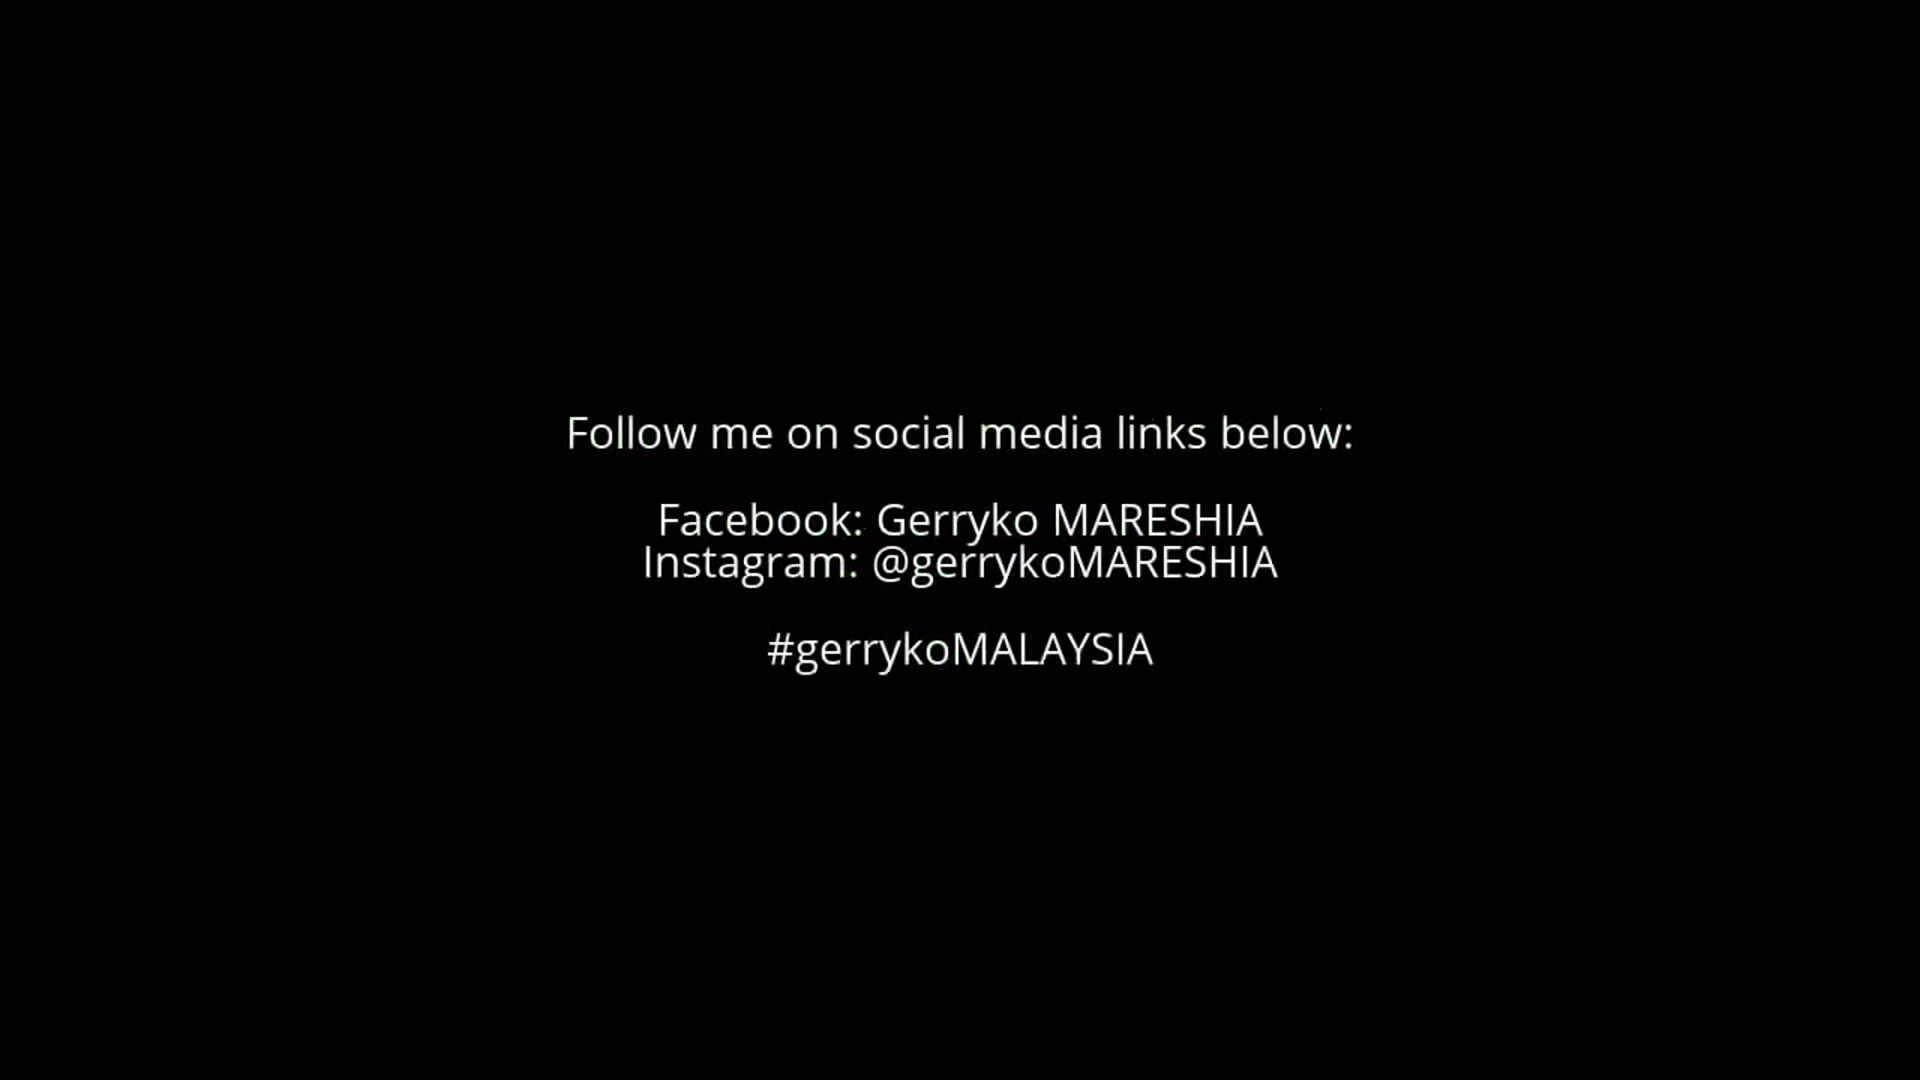 Follow me on social media links below:
Facebook: Gerryko MARESHIA
Instagram: @gerrykoMARESHIA
#gerrykoMALAYSIA